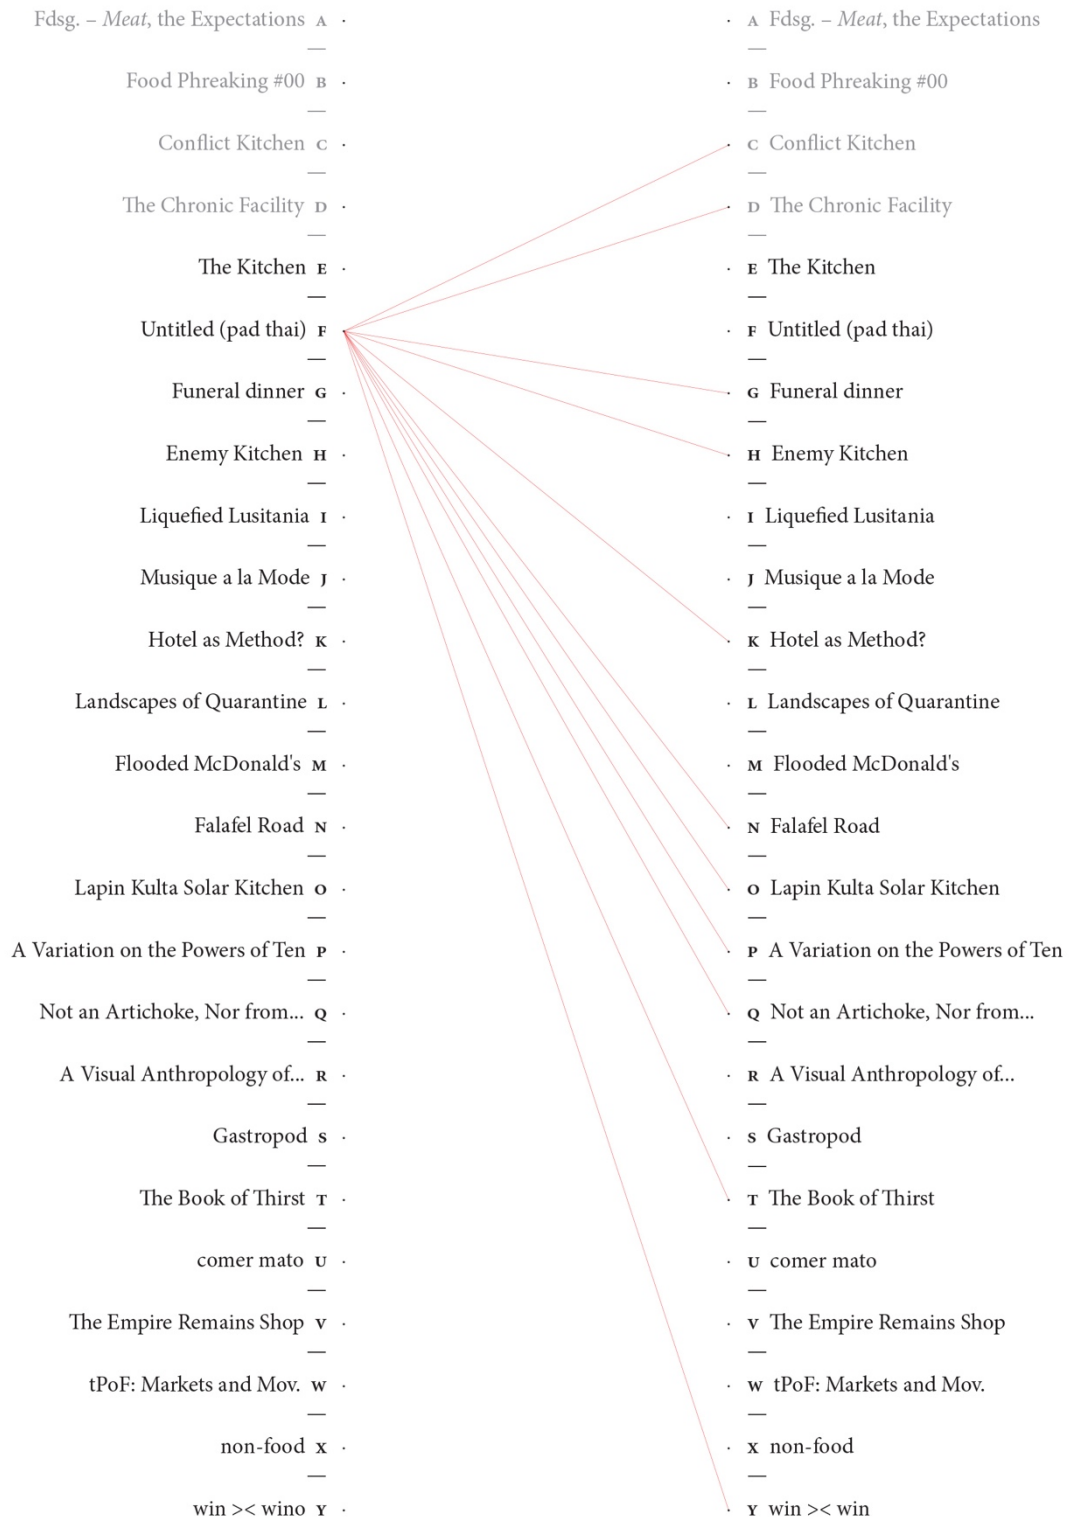 Fdsg. – Meat, the Expectations A · · A Fdsg. – Meat, the Expectations
Food Phreaking #00 B · · B Food Phreaking #00
Conflict Kitchen C · · C Conflict Kitchen
The Chronic Facility D · · D The Chronic Facility
The Kitchen E · · E The Kitchen
Untitled (pad thai) F · · F Untitled (pad thai)
Funeral dinner G · · G Funeral dinner
Enemy Kitchen H · · H Enemy Kitchen
Liquefied Lusitania I · · I Liquefied Lusitania
Musique a la Mode J · · J Musique a la Mode
Hotel as Method? K · · K Hotel as Method?
Landscapes of Quarantine L · · L Landscapes of Quarantine
Flooded McDonald's M · · M Flooded McDonald's
Falafel Road N · · N Falafel Road
Lapin Kulta Solar Kitchen O · · O Lapin Kulta Solar Kitchen
A Variation on the Powers of Ten P · · P A Variation on the Powers of Ten
Not an Artichoke, Nor from... Q · · Q Not an Artichoke, Nor from...
A Visual Anthropology of... R · · R A Visual Anthropology of...
Gastropod S · · S Gastropod
The Book of Thirst T · · T The Book of Thirst
comer mato U · · U comer mato
The Empire Remains Shop V · · V The Empire Remains Shop
tPoF: Markets and Mov. W · · W tPoF: Markets and Mov.
non-food X · · X non-food
win >< wino Y · · Y win >< win